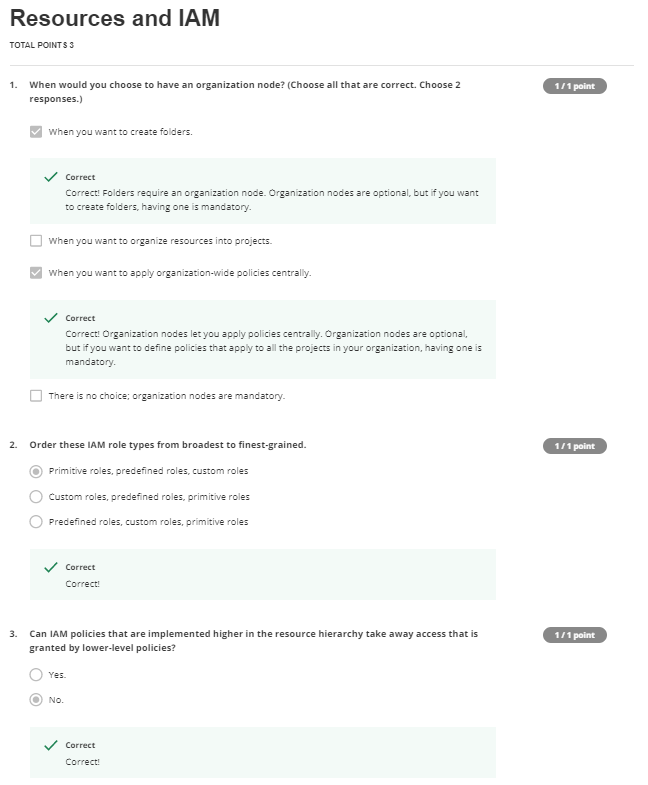 Resources and IAM
TOTAL POINTS 3
1. When would you choose to have an organization node? (Choose all that are correct. Choose 2
responses.)
1 / 1 point
When you want to create folders.
Correct
Correct! Folders require an organization node. Organization nodes are optional, but if you want
to create folders, having one is mandatory.
When you want to organize resources into projects.
When you want to apply organization-wide policies centrally.
Correct
Correct! Organization nodes let you apply policies centrally. Organization nodes are optional,
but if you want to define policies that apply to all the projects in your organization, having one is
mandatory.
There is no choice; organization nodes are mandatory.
2. Order these IAM role types from broadest to finest-grained.
1 / 1 point
Primitive roles, predefined roles, custom roles
Custom roles, predefined roles, primitive roles
Predefined roles, custom roles, primitive roles
Correct
Correct!
3. Can IAM policies that are implemented higher in the resource hierarchy take away access that is
granted by lower-level policies?
1 / 1 point
Yes.
No.
Correct
Correct!